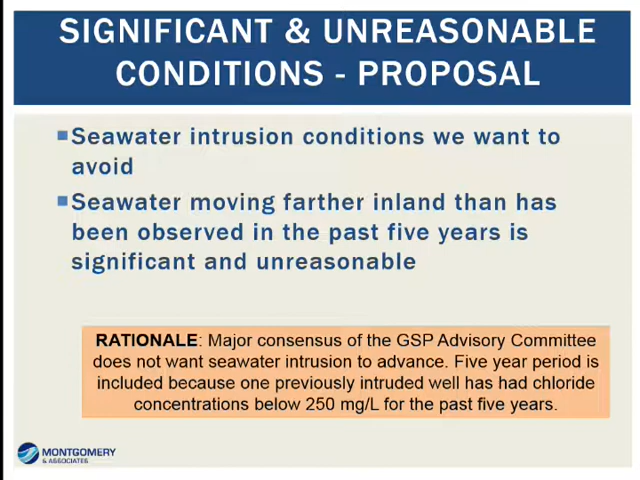 SIGNIFICANT & UNREASONABLE
CONDITIONS - PROPOSAL
Seawater intrusion conditions we want to
avoid
Seawater moving farther inland than has
been observed in the past five years is
significant and unreasonable
RATIONALE: Major consensus of the GSP Advisory Committee
does not want seawater intrusion to advance. Five year period is
included because one previously intruded well has had chloride
concentrations below 250 mg/L for the past five years.
MONTGOMERY
& ASSOCIATES